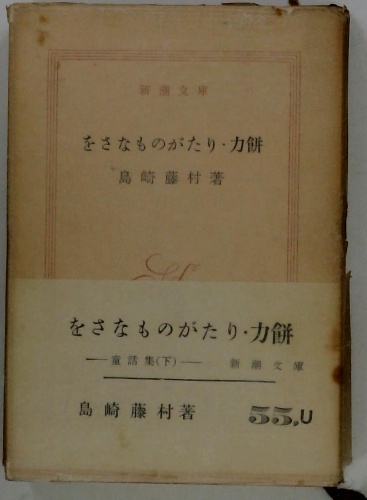 新潮文庫
をさなものがたり・力餅
島崎藤村著
をさなものがたり・力餅
―童話集(下)― 新潮文庫
島崎藤村著 55,U